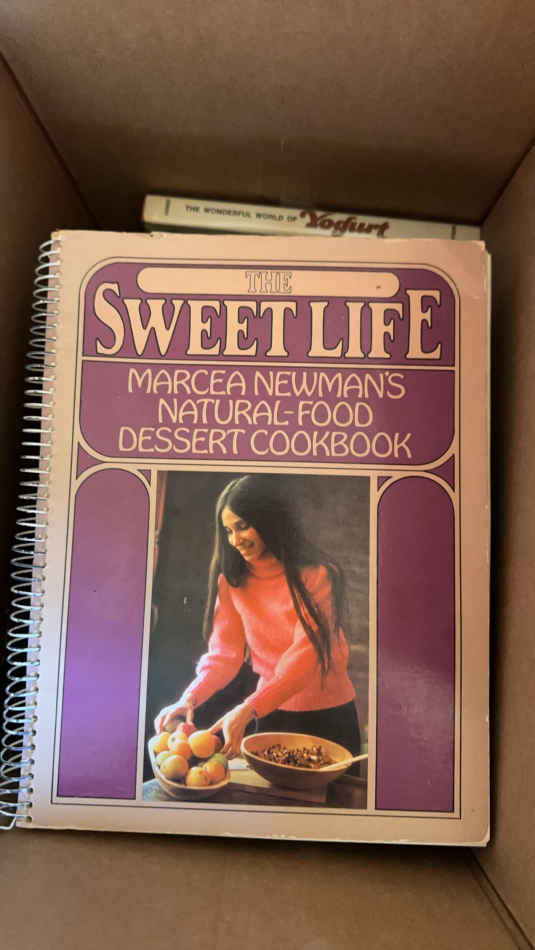 THE WONDERFUL WORLD OF Yogurt
THE
SWEET LIFE
MARCEA NEWMAN'S
NATURAL-FOOD
DESSERT COOKBOOK